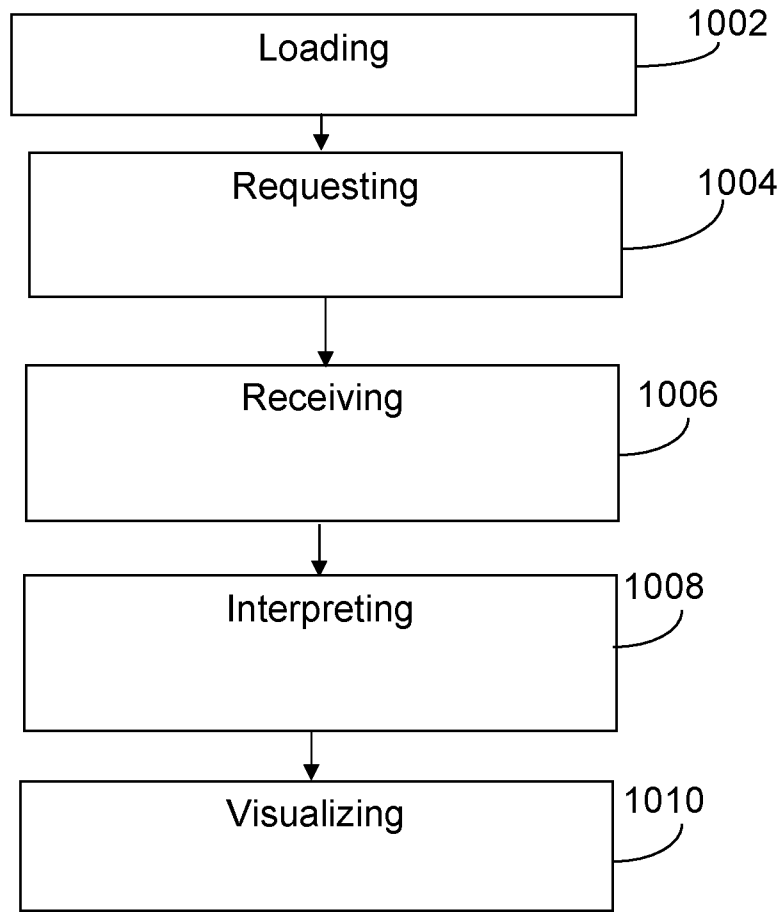 1002
Loading
1004
Requesting
1006
Receiving
1008
Interpreting
1010
Visualizing